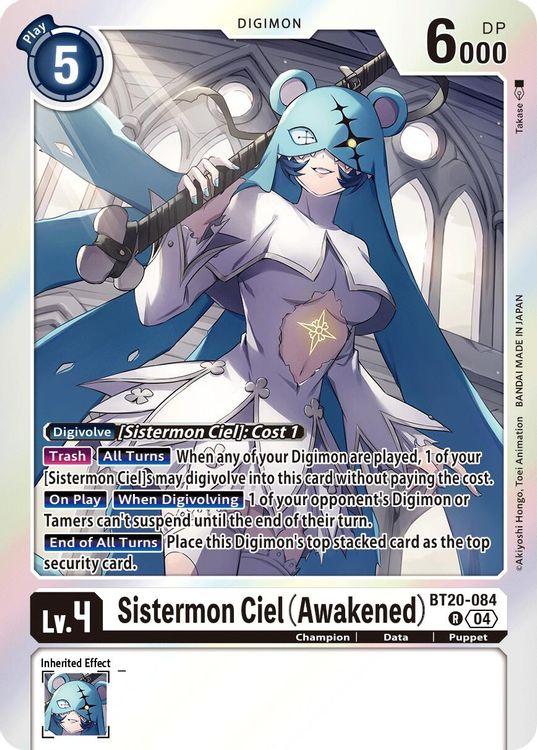 DIGIMON
Play
5
DP
6000
Takase
BANDAI MADE IN JAPAN
©Akiyoshi Hongo, Toei Animation
Digivolve [Sistermon Ciel]: Cost 1
Trash All Turns When any of your Digimon are played, 1 of your
[Sistermon Ciel]s may digivolve into this card without paying the cost.
On Play When Digivolving 1 of your opponent's Digimon or
Tamers can't suspend until the end of their turn.
End of All Turns Place this Digimon's top stacked card as the top
security card.
Lv.4
Sistermon Ciel (Awakened)
BT20-084
R 04
Champion | Data | Puppet
Inherited Effect
–